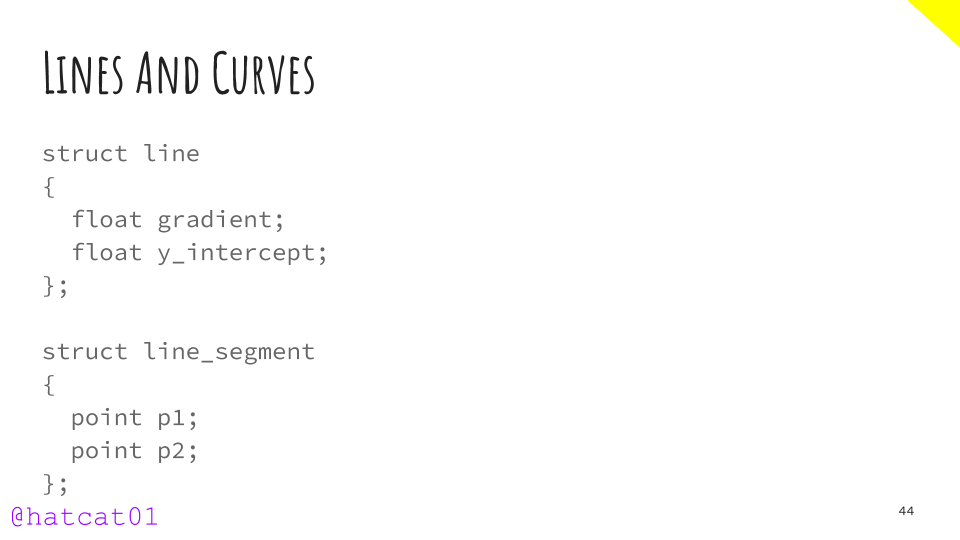 Lines And Curves
struct line
{
  float gradient;
  float y_intercept;
};
struct line_segment
{
  point p1;
  point p2;
};
@hatcat01
44